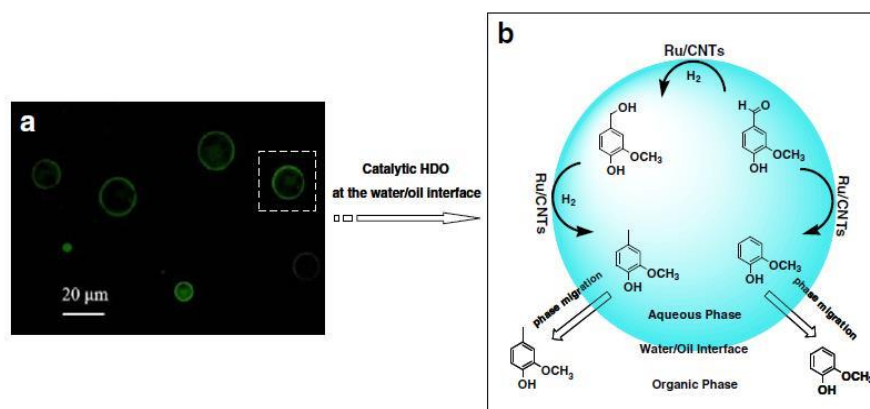 a
20 μm
Catalytic HDO
at the water/oil interface
b
Ru/CNTs
H2
OH
OCH3
OH
H
O
OCH3
OH
Ru/CNTs
H2
Ru/CNTs
OCH3
OH
OCH3
OH
phase migration
phase migration
Aqueous Phase
Water/Oil Interface
Organic Phase
OCH3
OH
OCH3
OH